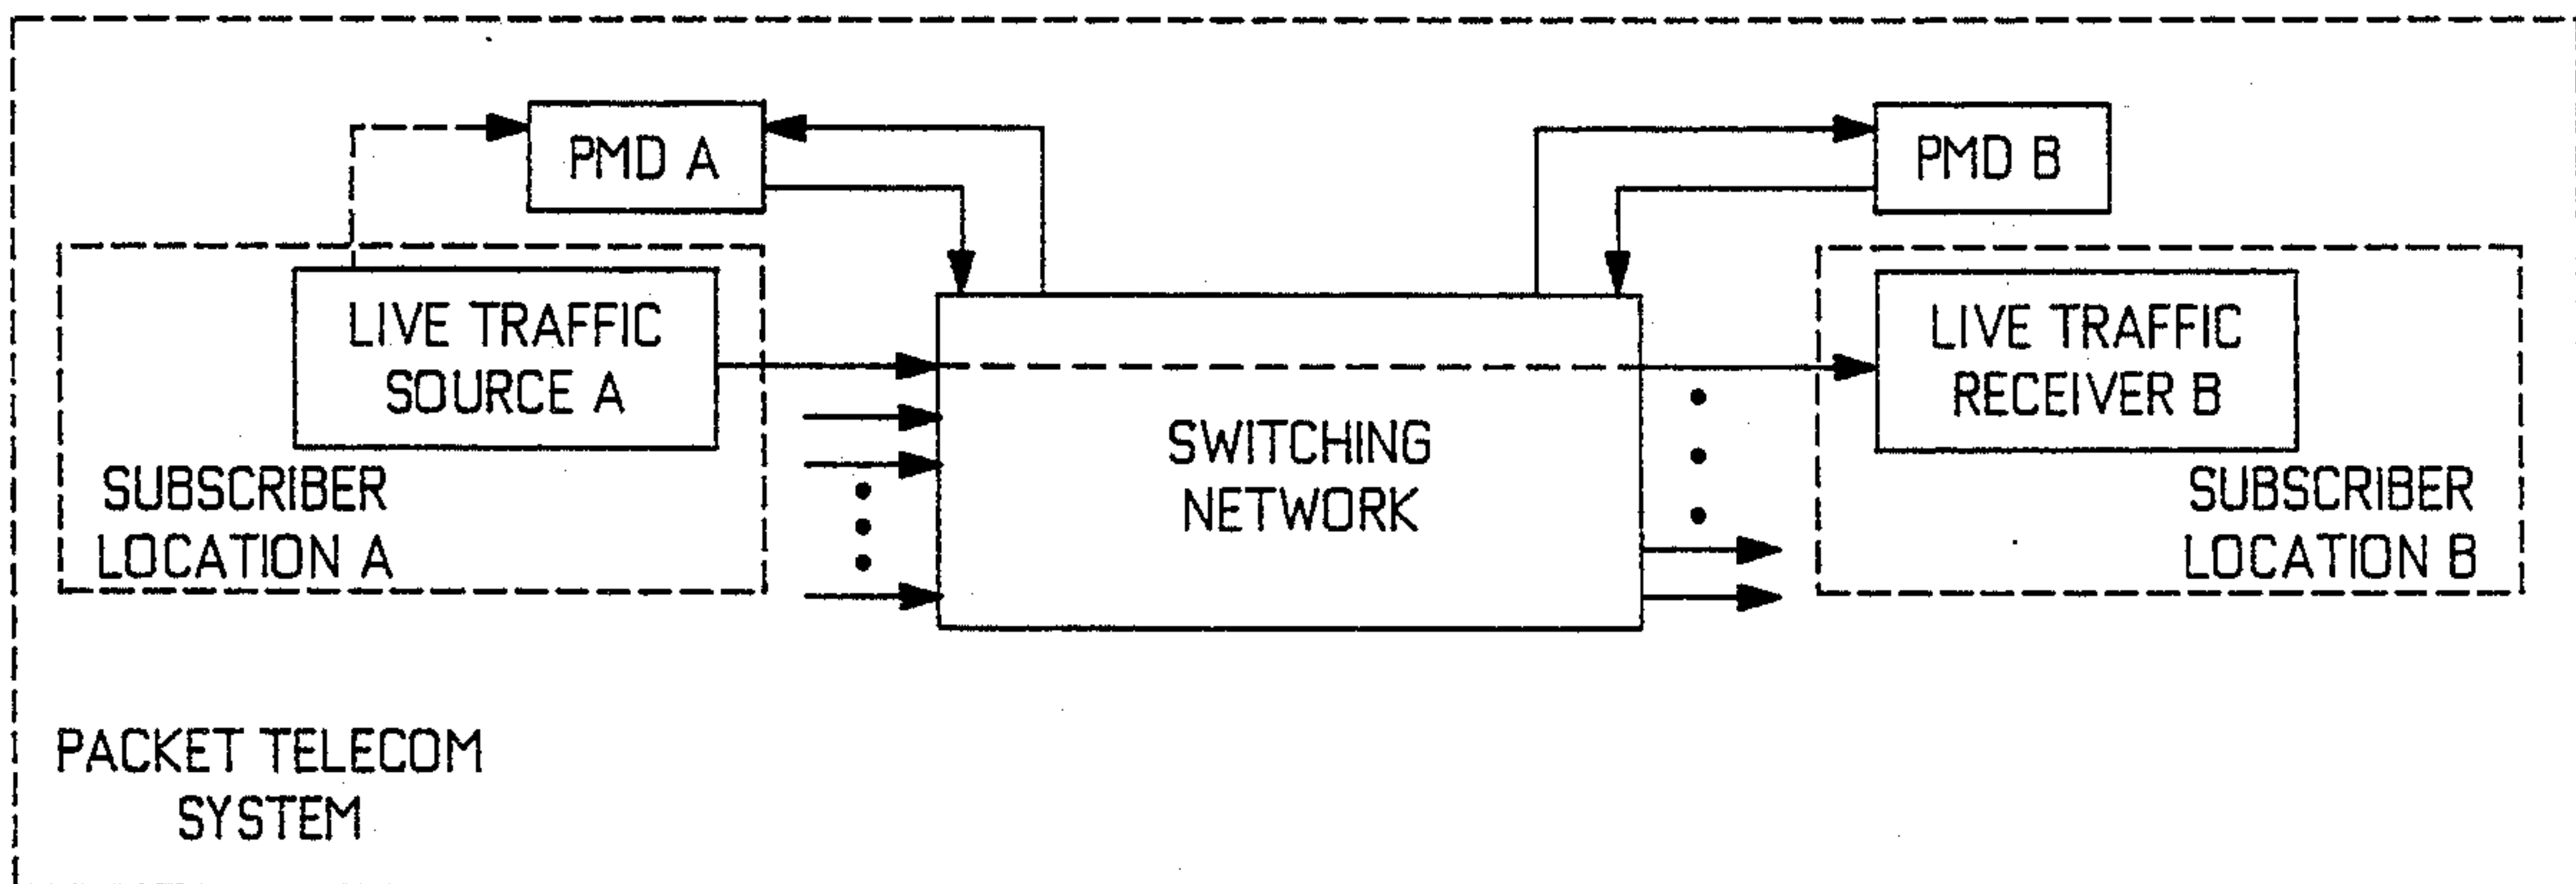 PMD A
PMD B
LIVE TRAFFIC
SOURCE A
SUBSCRIBER
LOCATION A
SWITCHING
NETWORK
LIVE TRAFFIC
RECEIVER B
SUBSCRIBER
LOCATION B
PACKET TELECOM
SYSTEM